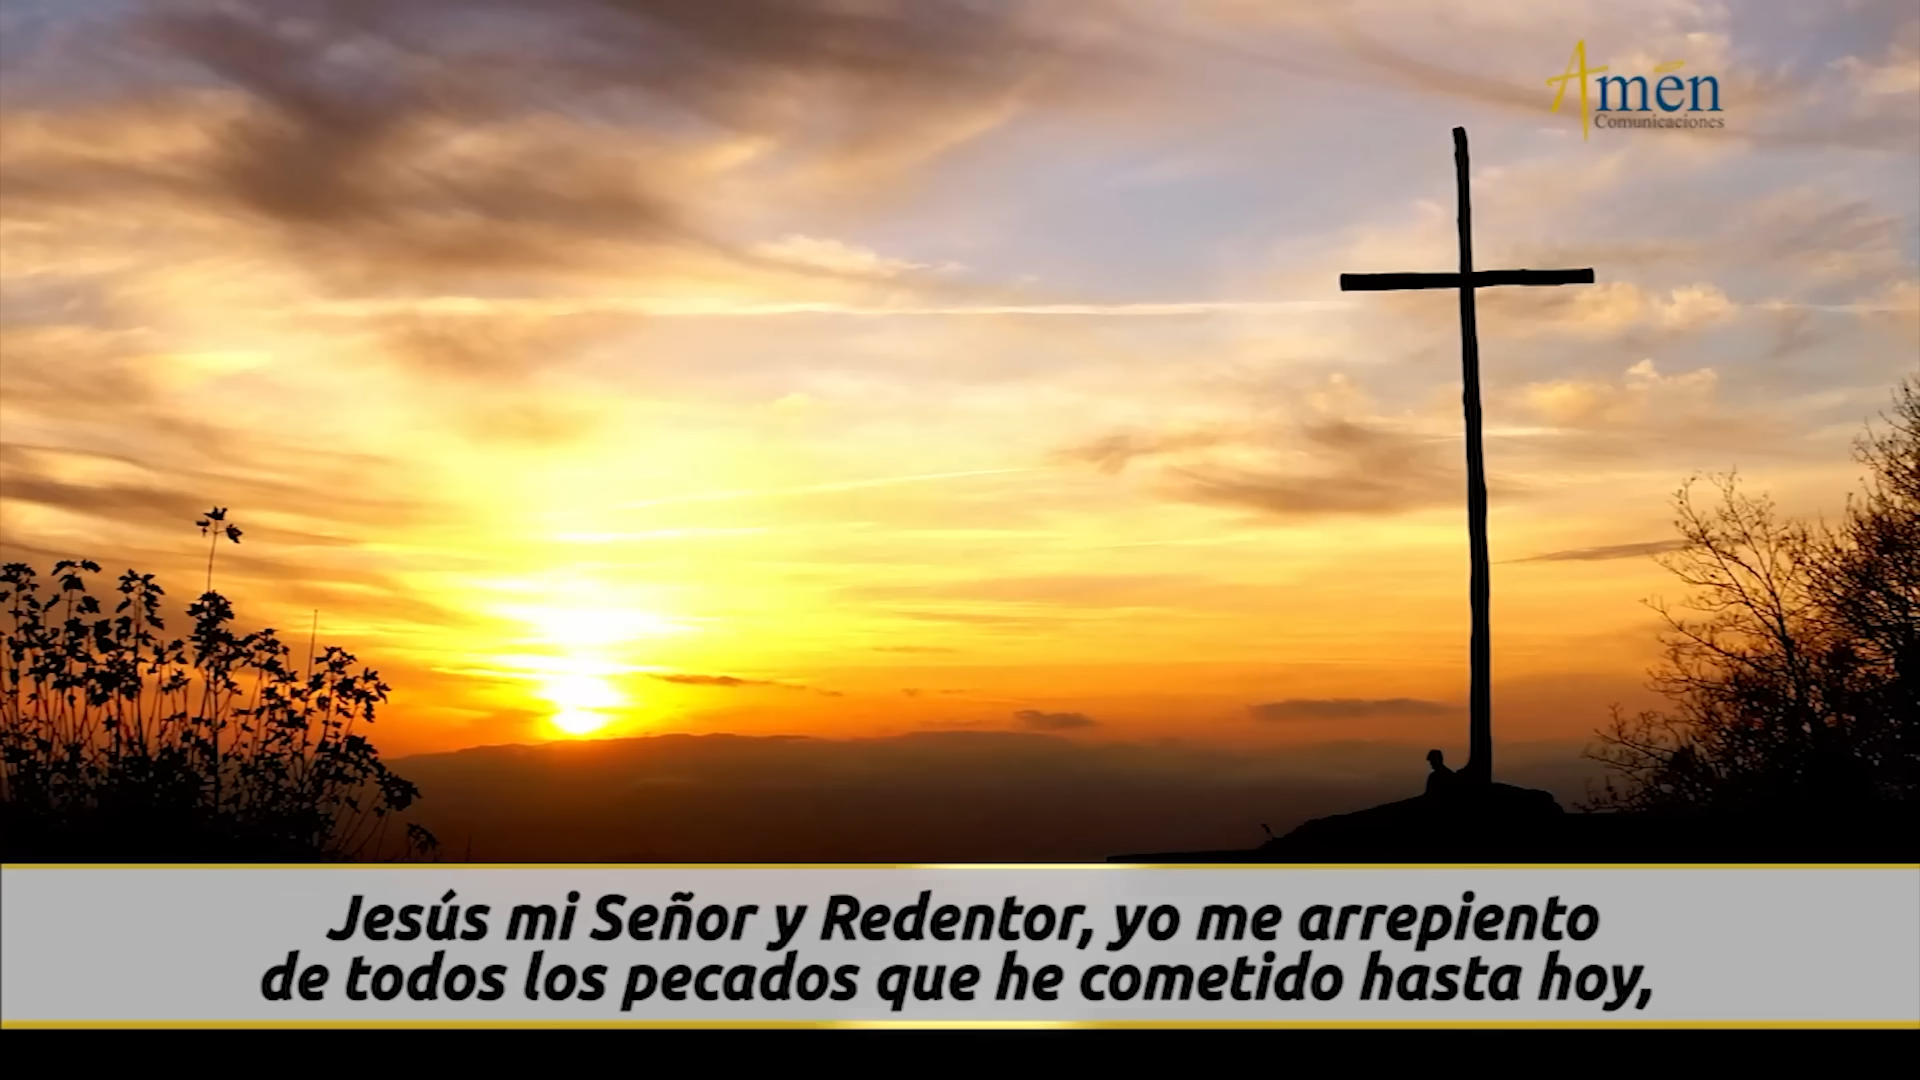 Amén
Comunicaciones
Jesús mi Señor y Redentor, yo me arrepiento
de todos los pecados que he cometido hasta hoy,